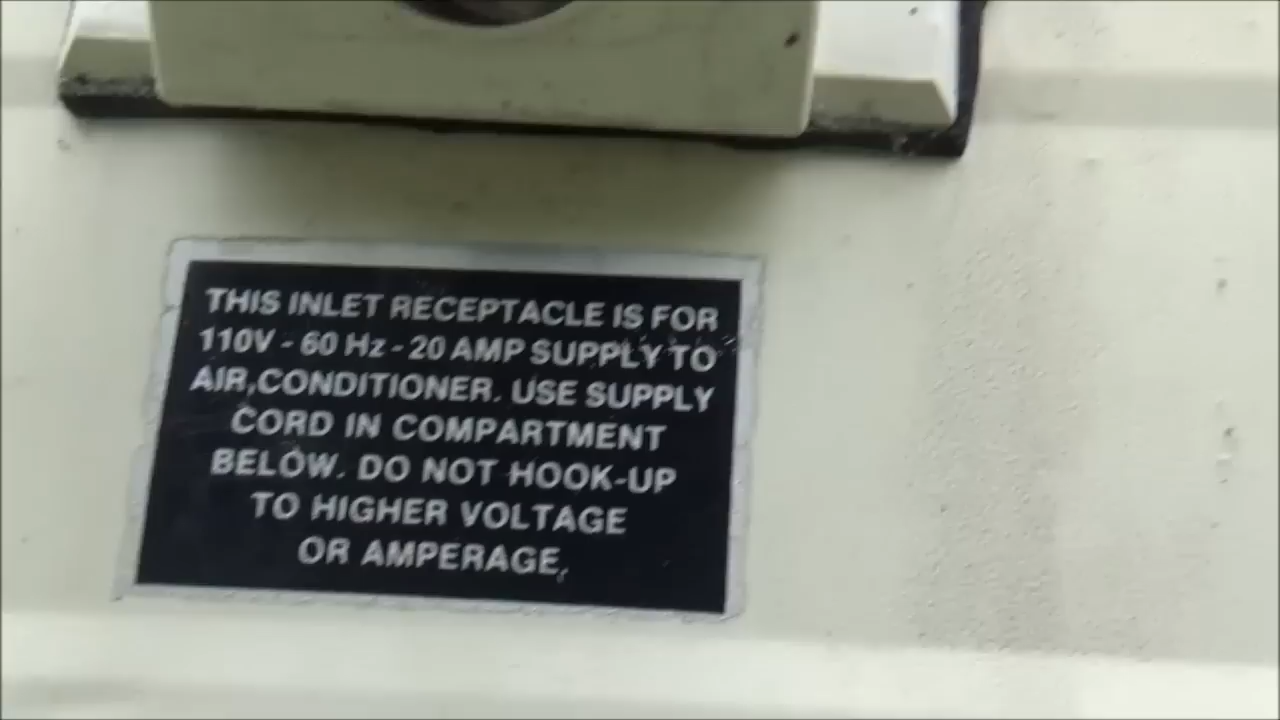 THIS INLET RECEPTACLE IS FOR
110V - 60 Hz - 20 AMP SUPPLY TO
AIR CONDITIONER. USE SUPPLY
CORD IN COMPARTMENT
BELOW. DO NOT HOOK-UP
TO HIGHER VOLTAGE
OR AMPERAGE.